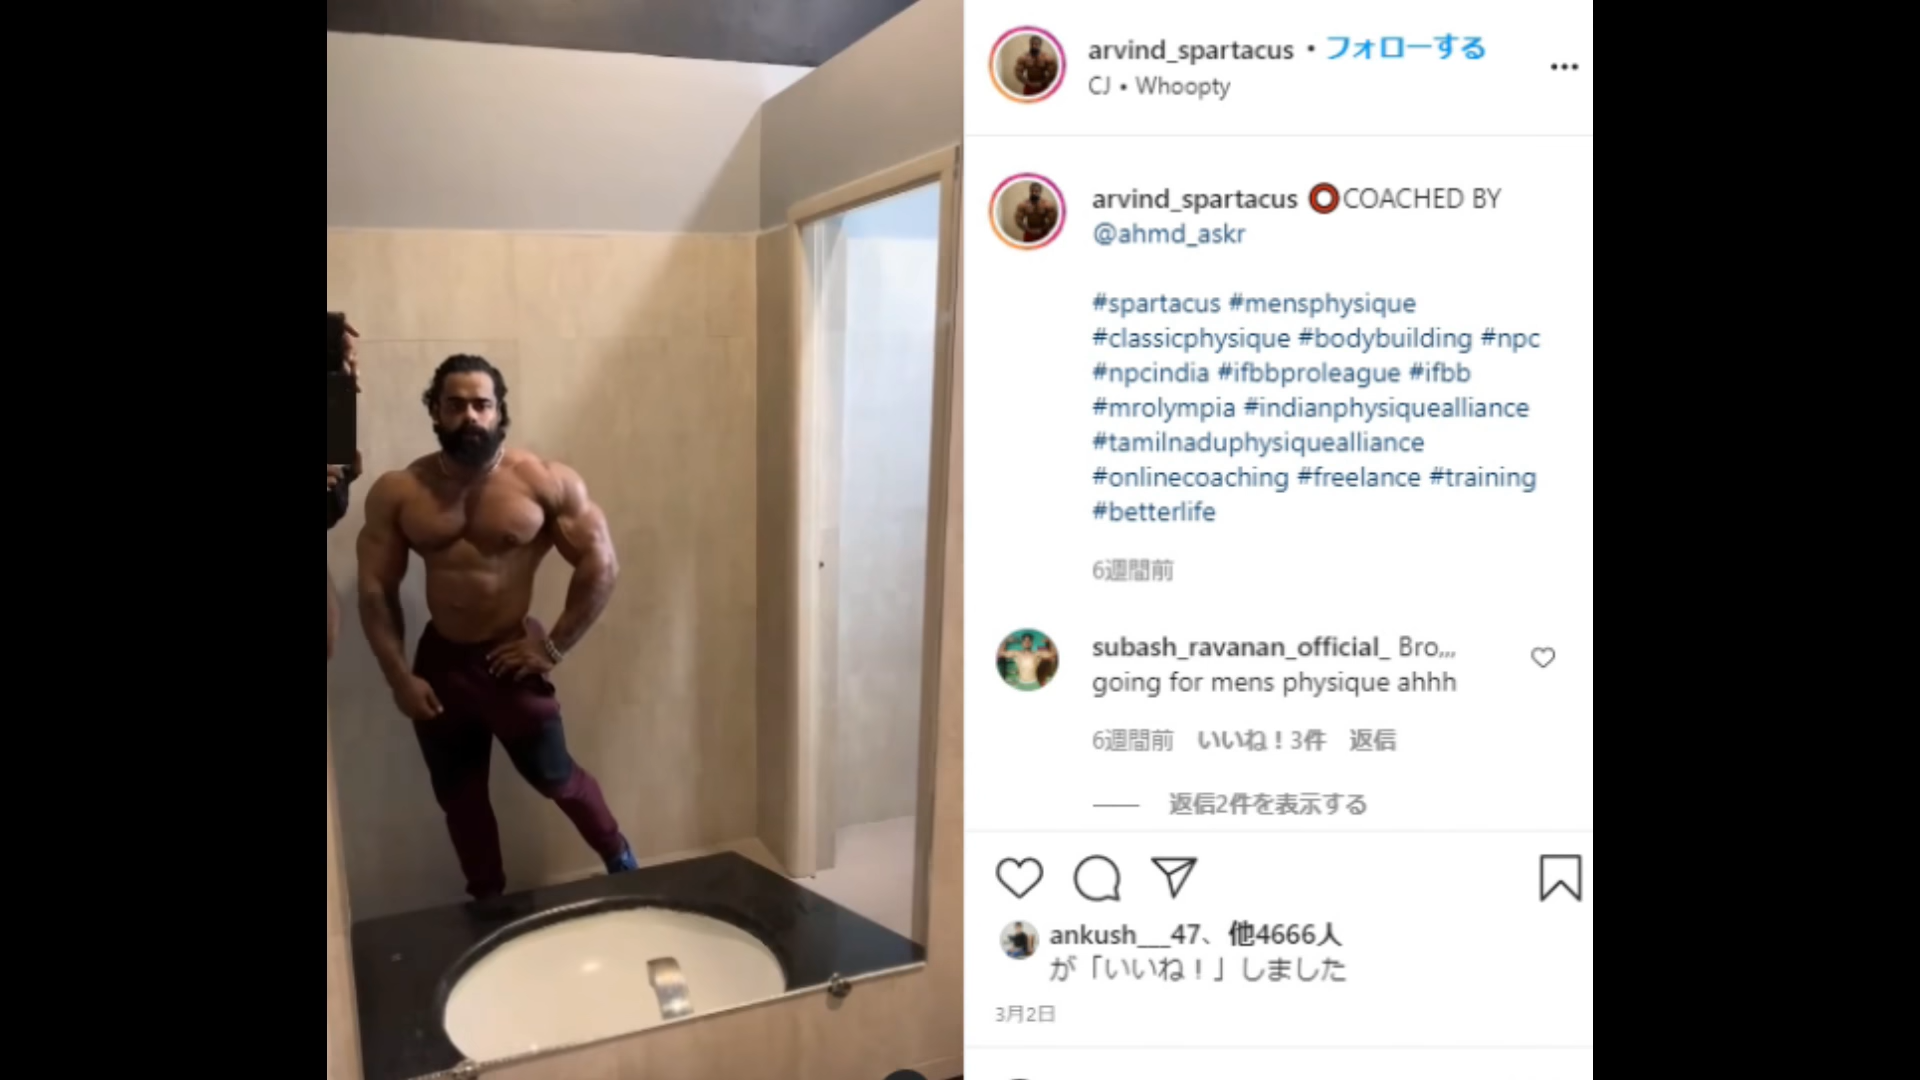 arvind_spartacus • フォローする
CJ • Whoopty
arvind_spartacus ⭕COACHED BY
@ahmd_askr
#spartacus #mensphysique
#classicphysique #bodybuilding #npc
#npcindia #ifbbproleague #ifbb
#mrolympia #indianphysiquealliance
#tamilnaduphysiquealliance
#onlinecoaching #freelance #training
#betterlife
6週間前
subash_ravanan_official_ Bro,,,
going for mens physique ahhh
6週間前 いいね！3件 返信
返信2件を表示する
ankush___47、他4666人
が「いいね！」しました
3月2日